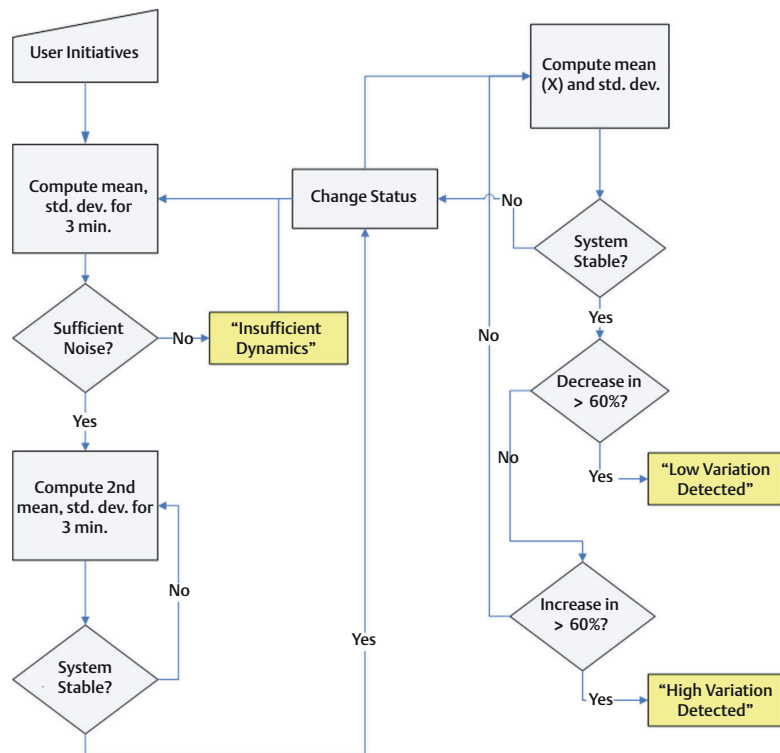 User Initiatives
Compute mean,
std. dev. for
3 min.
Sufficient
Noise?
No
“Insufficient
Dynamics”
Yes
Compute 2nd
mean, std. dev. for
3 min.
No
System
Stable?
Yes
Change Status
Compute mean
(X) and std. dev.
No
System
Stable?
Yes
No
Decrease in
> 60%?
No
Yes
“Low Variation
Detected”
Increase in
> 60%?
Yes
“High Variation
Detected”